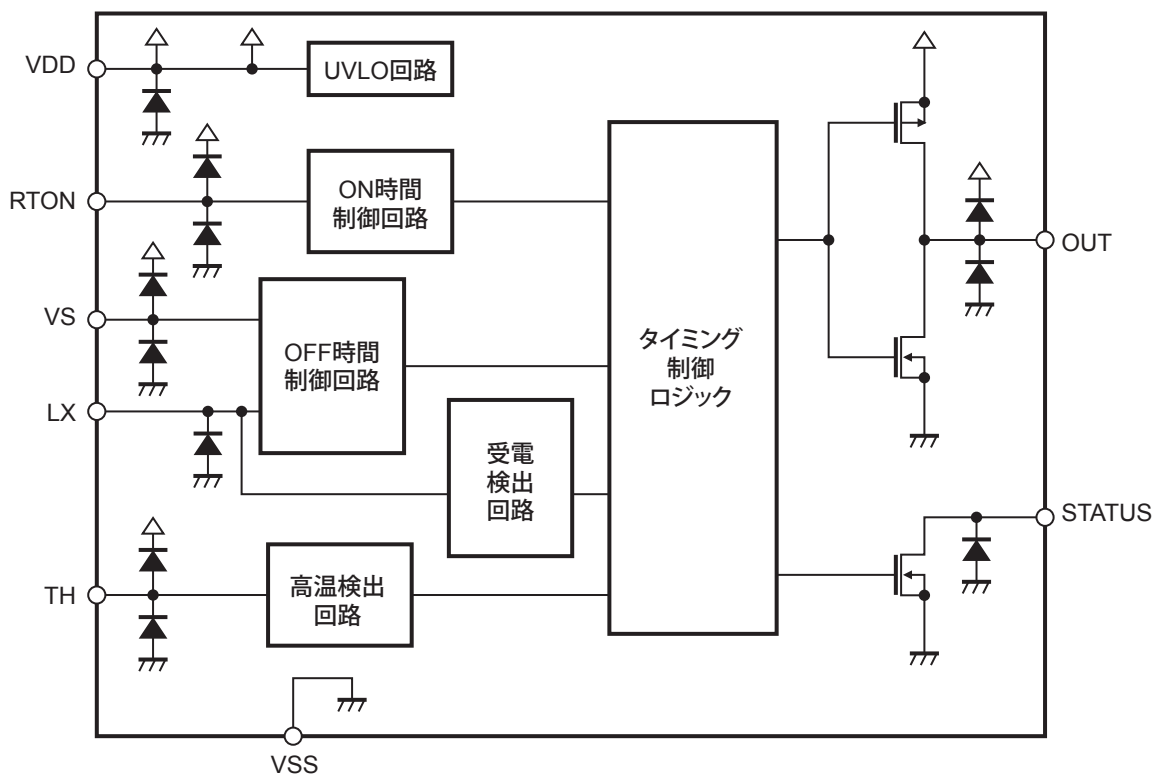 VDD
UVLO回路
RTON
ON時間
制御回路
VS
OFF時間
制御回路
LX
受電
検出
回路
TH
高温検出
回路
タイミング
制御
ロジック
OUT
STATUS
VSS